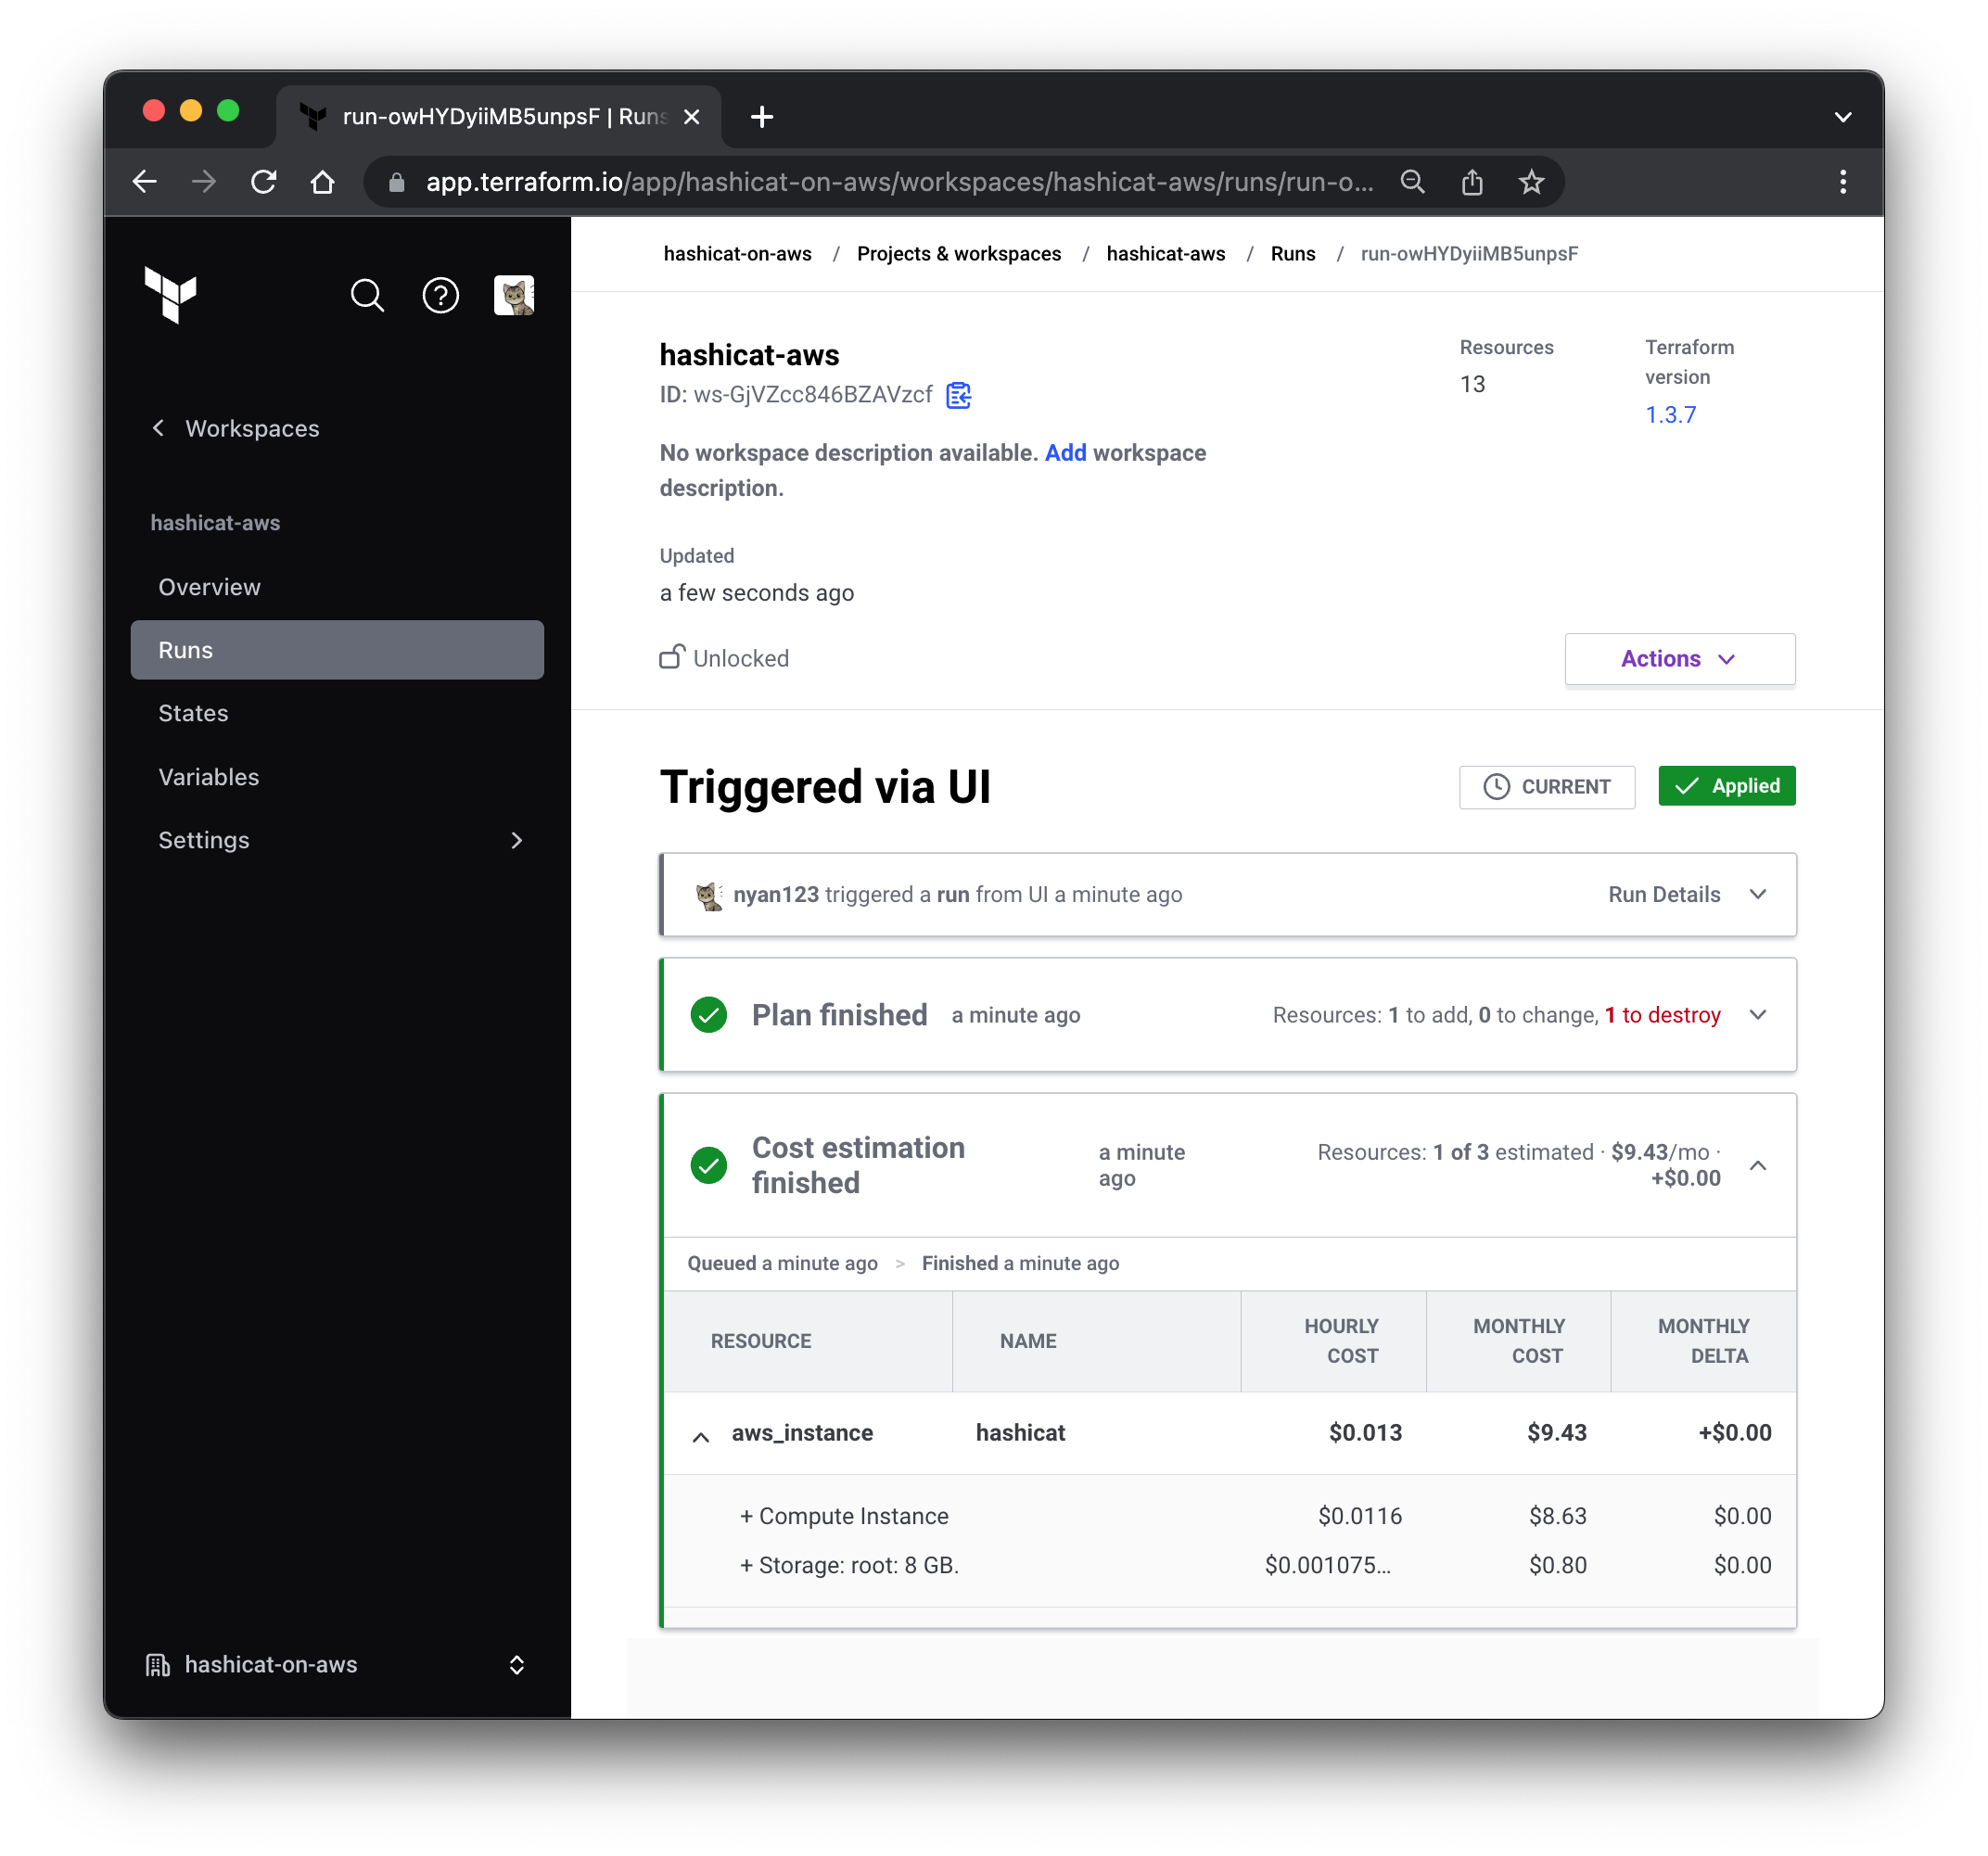 run-owHYDyiiMB5unpsF | Runs
app.terraform.io/app/hashicat-on-aws/workspaces/hashicat-aws/runs/run-o...
hashicat-on-aws / Projects & workspaces / hashicat-aws / Runs / run-owHYDyiiMB5unpsF
Workspaces
hashicat-aws
Overview
Runs
States
Variables
Settings
hashicat-on-aws
hashicat-aws
ID: ws-GjVZcc846BZAVzcf
No workspace description available. Add workspace
description.
Resources
13
Terraform
version
1.3.7
Updated
a few seconds ago
Unlocked
Actions
Triggered via UI
CURRENT
Applied
nyan123 triggered a run from UI a minute ago
Run Details
Plan finished a minute ago
Resources: 1 to add, 0 to change, 1 to destroy
Cost estimation
finished
a minute
ago
Resources: 1 of 3 estimated · $9.43/mo ·
+$0.00
Queued a minute ago > Finished a minute ago
RESOURCE
NAME
HOURLY
COST
MONTHLY
COST
MONTHLY
DELTA
aws_instance hashicat $0.013 $9.43 +$0.00
+ Compute Instance $0.0116 $8.63 $0.00
+ Storage: root: 8 GB. $0.001075... $0.80 $0.00